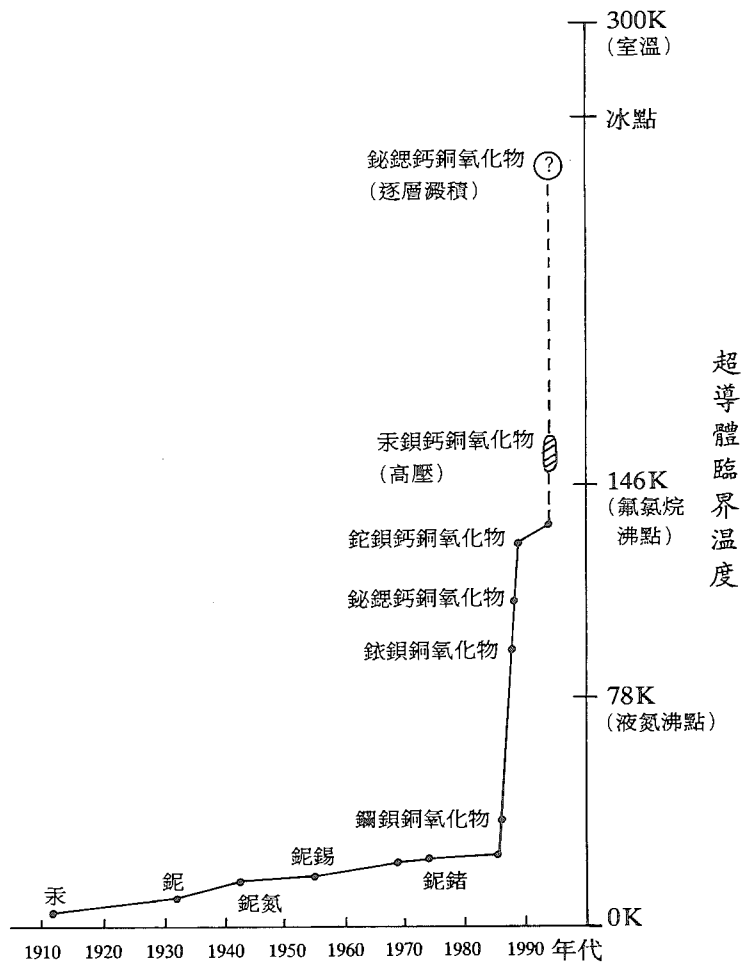 300K
(室溫)
冰點
鉍鍶鈣銅氧化物
(逐層澱積)
?
超導體臨界温度
汞鋇鈣銅氧化物
(高壓)
146K
(氟氯烷
沸點)
鉈鋇鈣銅氧化物
鉍鍶鈣銅氧化物
銥鋇銅氧化物
78K
(液氮沸點)
鑭鋇銅氧化物
鈮錫
鈮
汞
鈮氮
鈮鍺
0K
1910 1920 1930 1940 1950 1960 1970 1980 1990 年代